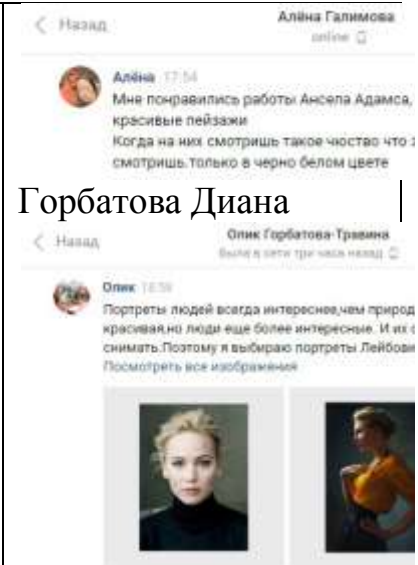 Назад
Алёна Галимова
online
Алёна 17:54
Мне понравились работы Ансела Адамса,
красивые пейзажи
Когда на них смотришь такое чюство что
смотришь.только в черно белом цвете
Горбатова Диана
Назад
Олик Горбатова-Травина
была в сети три часа назад
Олик
Портреты людей всегда интереснее,чем природ
красивая,но люди еще более интересные. И их
снимать.Поэтому я выбираю портреты Лейбови
Посмотреть все изображения